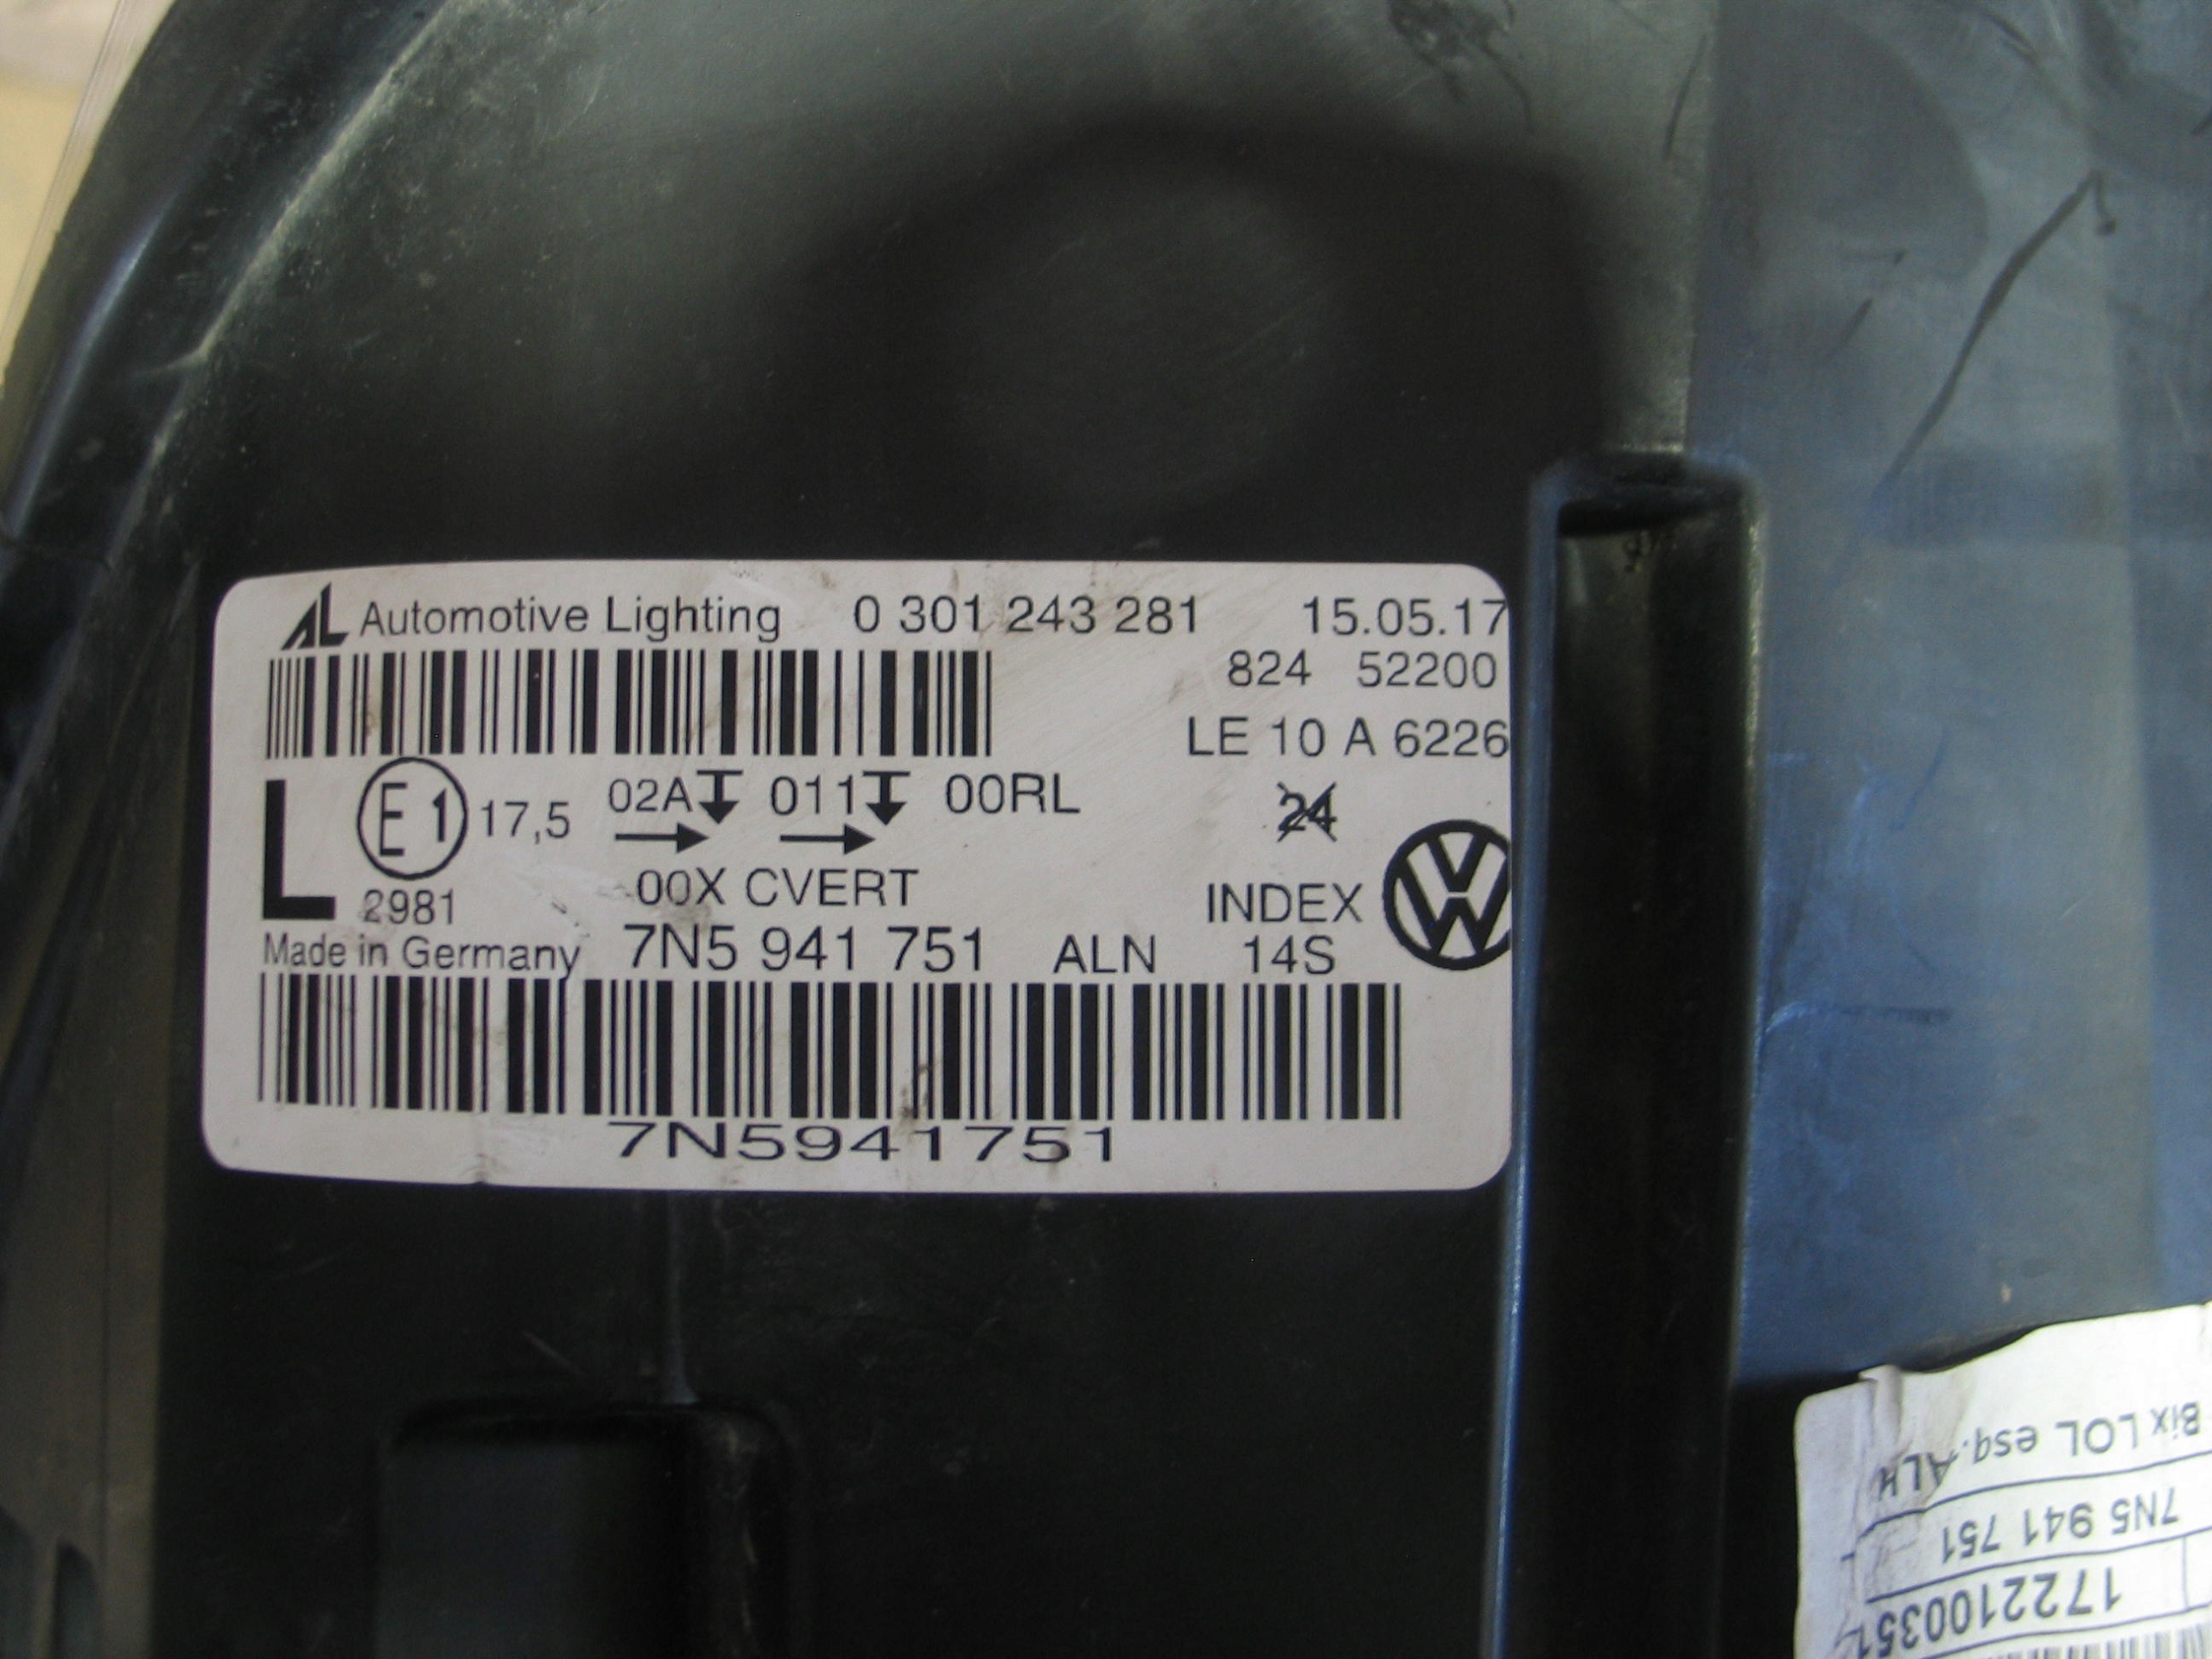 AL Automotive Lighting 0 301 243 281 15.05.17
824 52200
LE 10 A 6226
L E1 17,5 02A 011 00RL 24
2981 00X CVERT INDEX VW
Made in Germany 7N5 941 751 ALN 14S
7N5941751
Bix LOL esq. ALH
7N5 941 751
1722100351